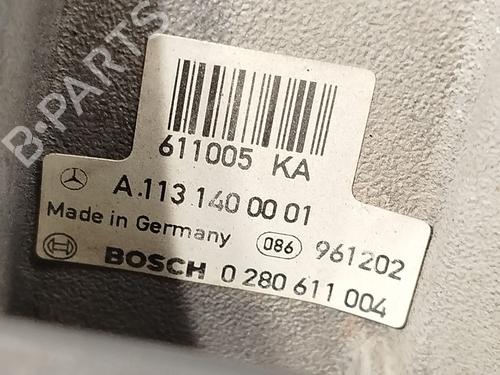 B-PARTS
611005 KA
A.113 140 00 01
Made in Germany 086 961202
BOSCH 0 280 611 004